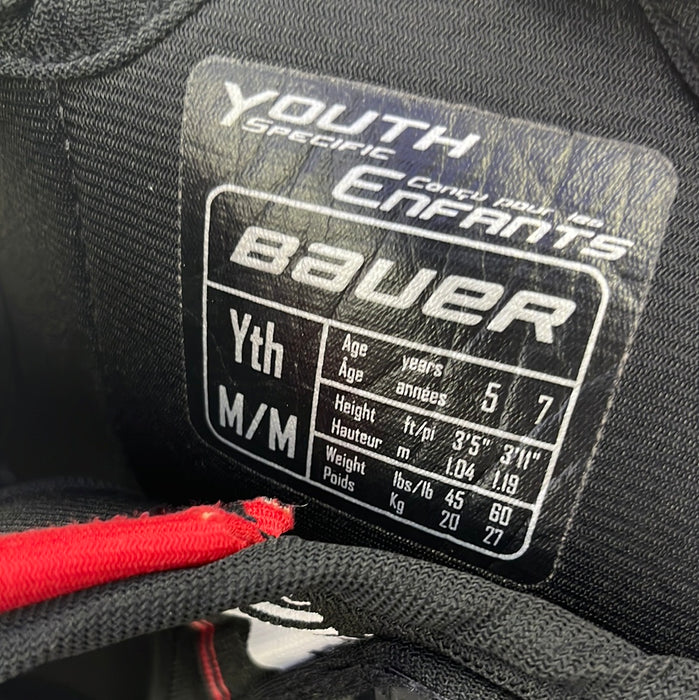 YOUTH
SPECIFIC
Conçu pour les
ENFANTS
BAUER
Yth
M/M
Age years
Âge années 5 7
Height ft/pi 3'5" 3'11"
Hauteur m 1.04 1.19
Weight lbs/lb 45 60
Poids Kg 20 27